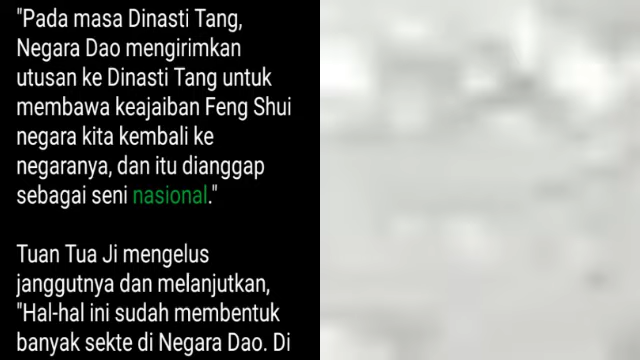 "Pada masa Dinasti Tang,
Negara Dao mengirimkan
utusan ke Dinasti Tang untuk
membawa keajaiban Feng Shui
negara kita kembali ke
negaranya, dan itu dianggap
sebagai seni nasional."
Tuan Tua Ji mengelus
janggutnya dan melanjutkan,
"Hal-hal ini sudah membentuk
banyak sekte di Negara Dao. Di